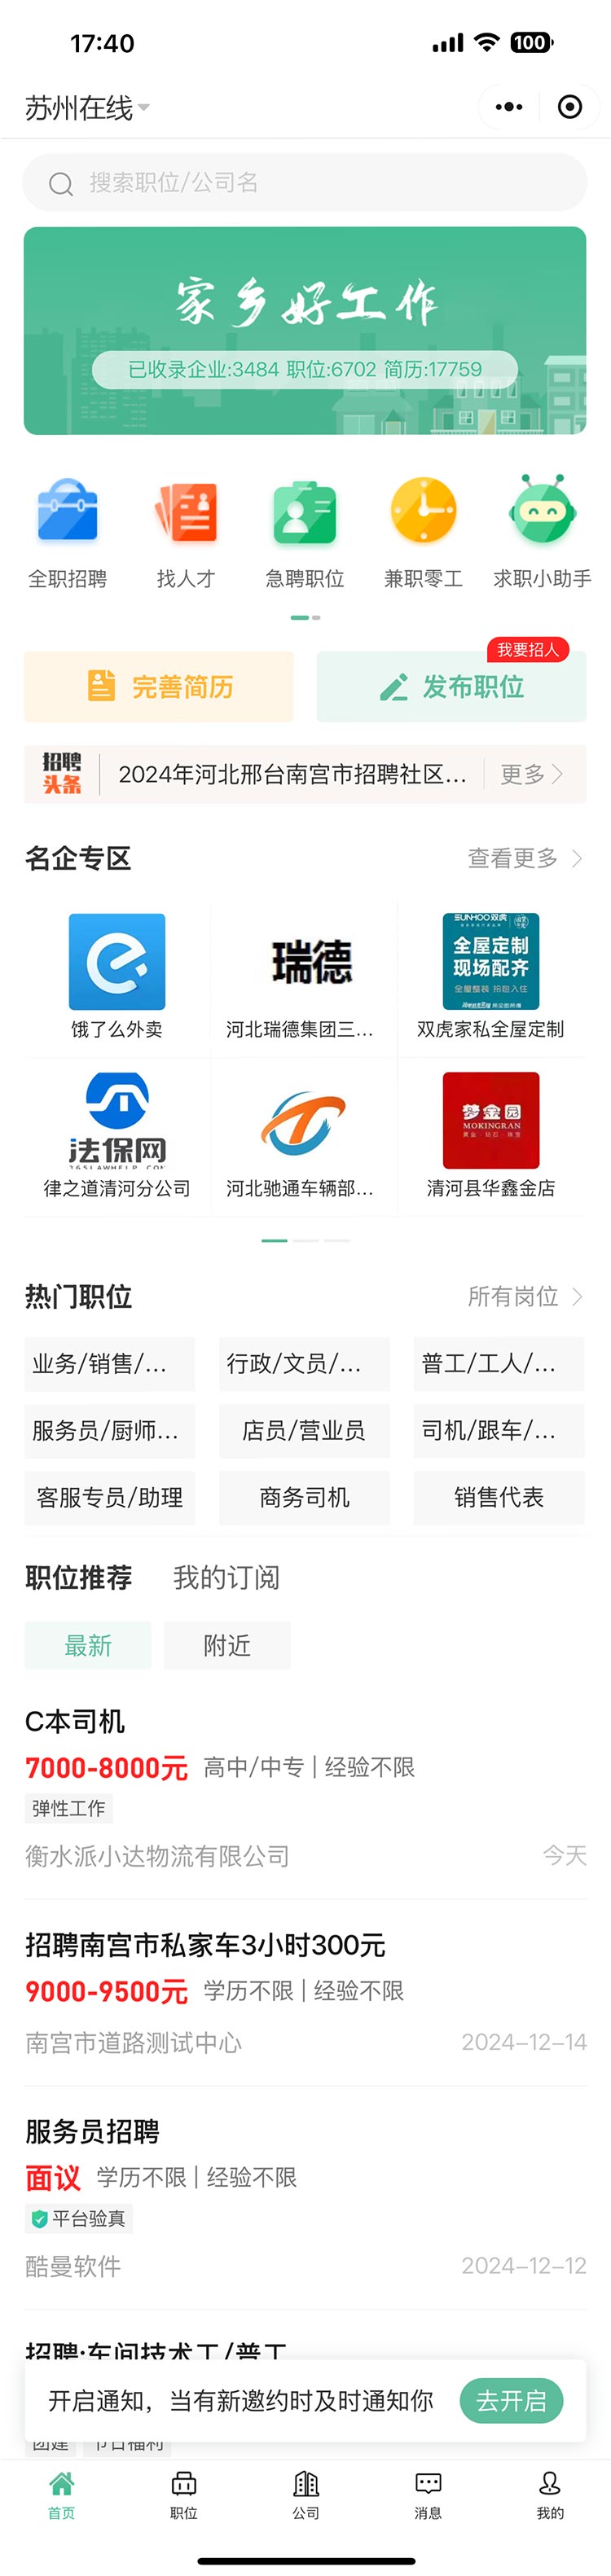 17:40
100
苏州在线
搜索职位/公司名
家乡好工作
已收录企业:3484 职位:6702 简历:17759
全职招聘
找人才
急聘职位
兼职零工
求职小助手
我要招人
完善简历
发布职位
招聘
头条
2024年河北邢台南宫市招聘社区...
更多
名企专区
查看更多
瑞德
SUNHOO双虎
全屋定制
现场配齐
全屋整装 拎包入住
饿了么外卖
河北瑞德集团三...
双虎家私全屋定制
法保网
365LAWHELP.COM
梦金园
MOKINGRAN
黄金·钻石·珠宝
律之道清河分公司
河北驰通车辆部...
清河县华鑫金店
热门职位
所有岗位
业务/销售/...
行政/文员/...
普工/工人/...
服务员/厨师...
店员/营业员
司机/跟车/...
客服专员/助理
商务司机
销售代表
职位推荐
我的订阅
最新
附近
C本司机
7000-8000元 高中/中专 | 经验不限
弹性工作
衡水派小达物流有限公司
今天
招聘南宫市私家车3小时300元
9000-9500元 学历不限 | 经验不限
南宫市道路测试中心
2024-12-14
服务员招聘
面议 学历不限 | 经验不限
平台验真
酷曼软件
2024-12-12
招聘:车间技术工/普工
开启通知，当有新邀约时及时通知你
去开启
团建
节日福利
首页
职位
公司
消息
我的